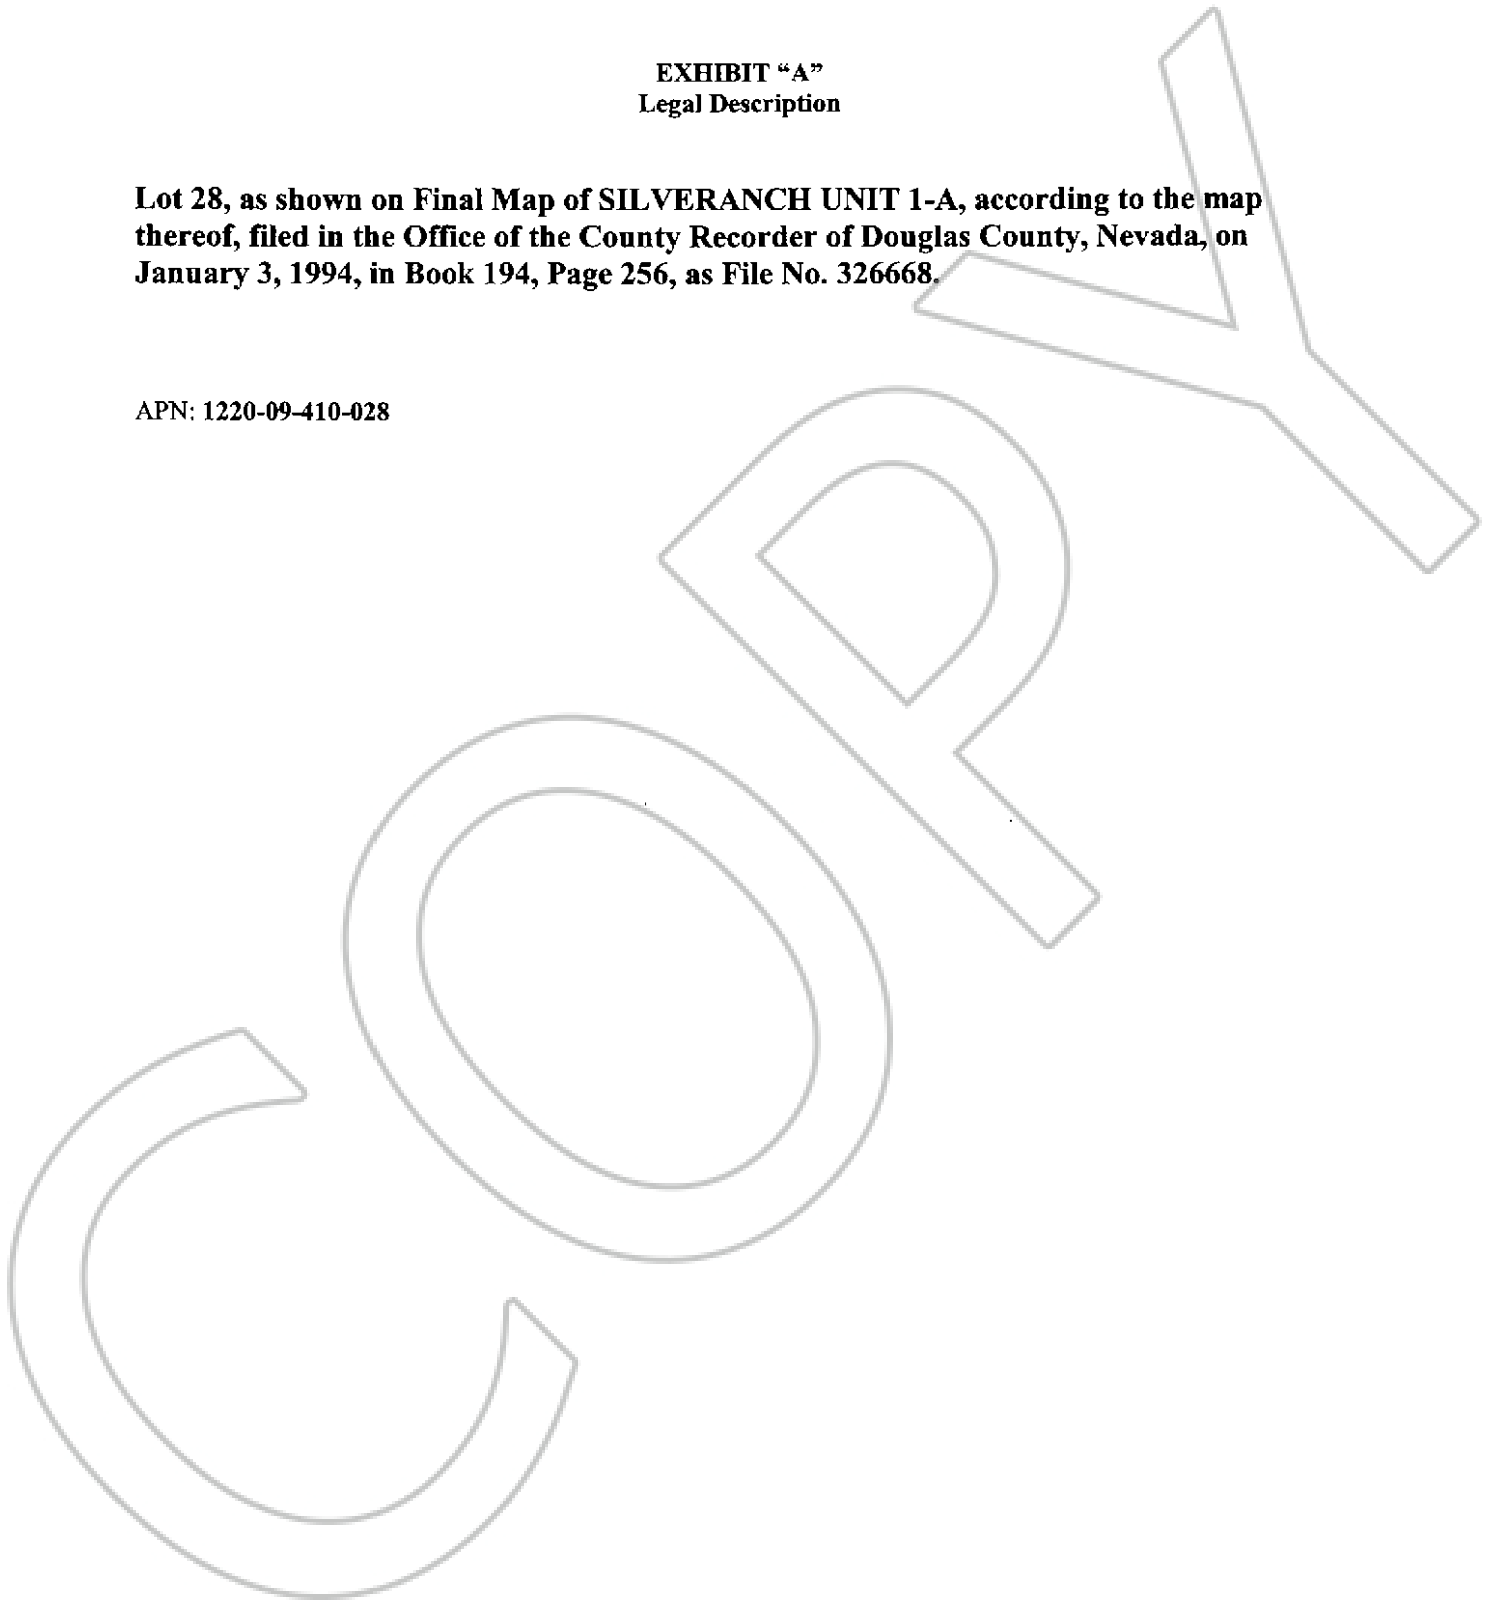 EXHIBIT “A”
Legal Description
Lot 28, as shown on Final Map of SILVERANCH UNIT 1-A, according to the map
thereof, filed in the Office of the County Recorder of Douglas County, Nevada, on
January 3, 1994, in Book 194, Page 256, as File No. 326668.
APN: 1220-09-410-028
COPY